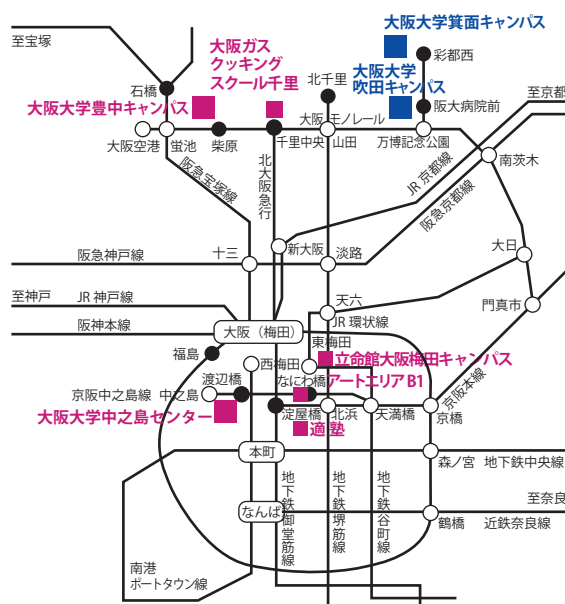 大阪大学箕面キャンパス
至宝塚
大阪ガス
クッキング
スクール千里
彩都西
石橋
北千里
大阪大学
吹田キャンパス
大阪大学豊中キャンパス
阪大病院前
至京都
大阪モノレール
大阪空港
蛍池
柴原
千里中央
山田
万博記念公園
南茨木
阪急宝塚線
北大阪急行
JR京都線
阪急京都線
阪急神戸線
十三
新大阪
淡路
大日
至神戸
JR神戸線
天六
門真市
阪神本線
大阪（梅田）
JR環状線
福島
東梅田
西梅田
立命館大阪梅田キャンパス
渡辺橋
なにわ橋
アートエリアB1
京阪中之島線
中之島
京阪本線
大阪大学中之島センター
淀屋橋
北浜
天満橋
京橋
適塾
本町
森ノ宮
地下鉄中央線
地下鉄御堂筋線
地下鉄堺筋線
地下鉄谷町線
至奈良
なんば
鶴橋
近鉄奈良線
南港
ポートタウン線